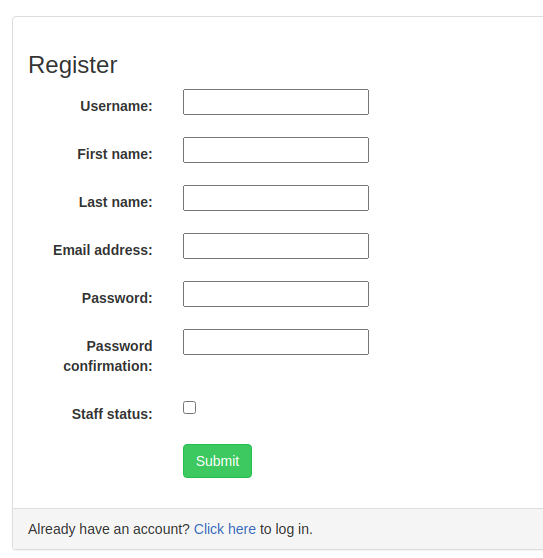 Register
Username:
First name:
Last name:
Email address:
Password:
Password
confirmation:
Staff status:
Submit
Already have an account? Click here to log in.